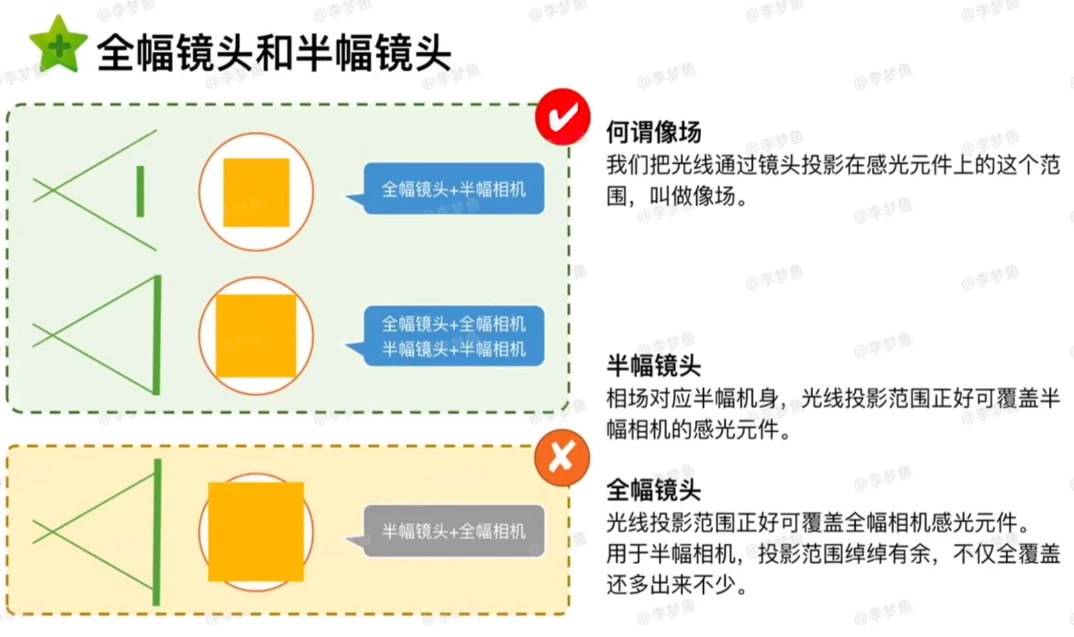 全幅镜头和半幅镜头
全幅镜头+半幅相机
全幅镜头+全幅相机
半幅镜头+半幅相机
半幅镜头+全幅相机
何谓像场
我们把光线通过镜头投影在感光元件上的这个范
围，叫做像场。
半幅镜头
相场对应半幅机身，光线投影范围正好可覆盖半
幅相机的感光元件。
全幅镜头
光线投影范围正好可覆盖全幅相机感光元件。
用于半幅相机，投影范围绰绰有余，不仅全覆盖
还多出来不少。
@李梦鱼